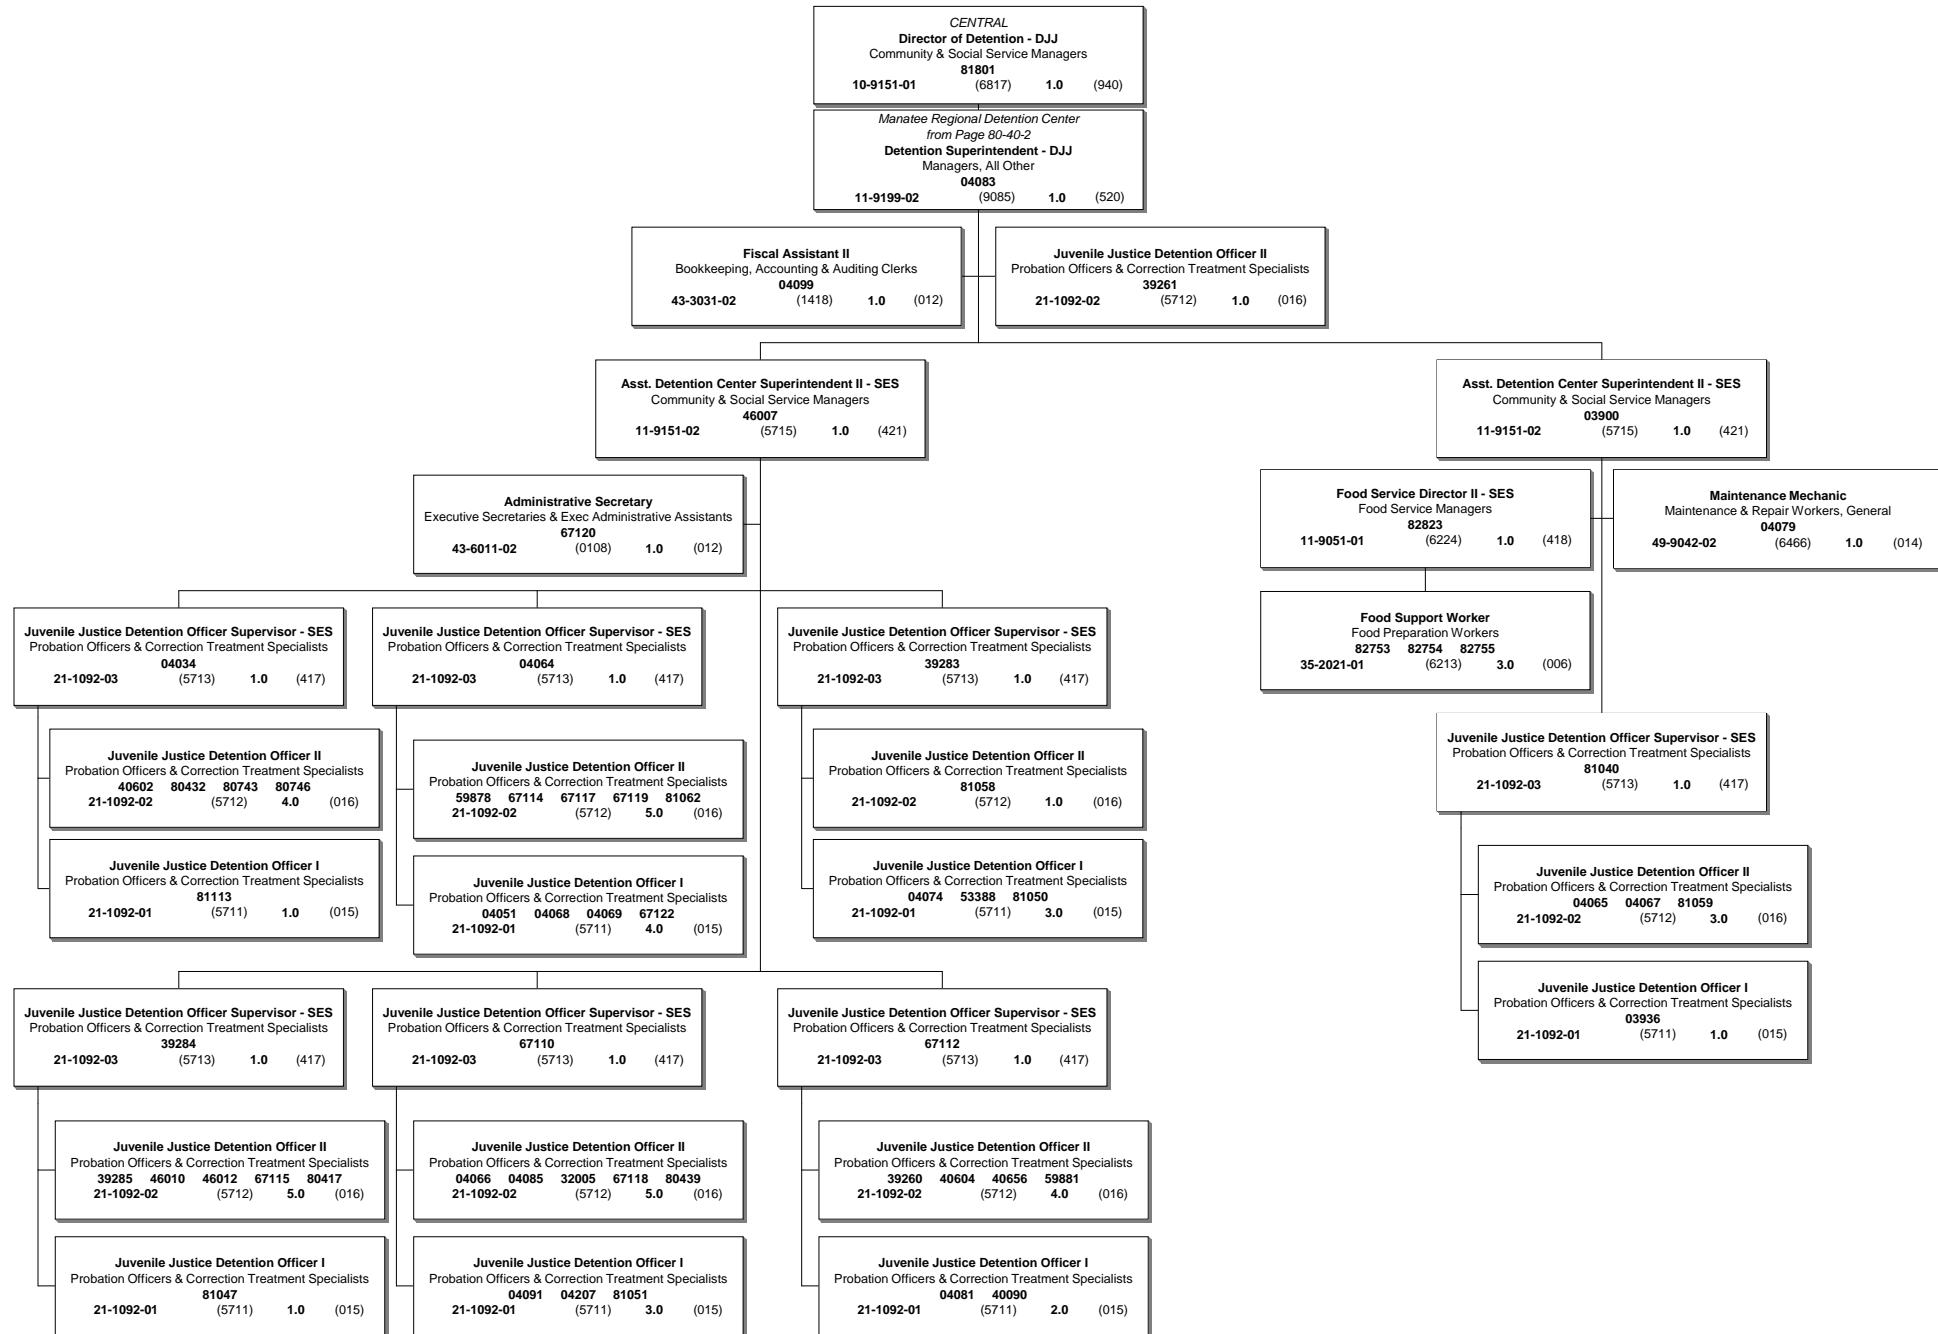 CENTRAL
Director of Detention - DJJ
Community & Social Service Managers
81801
10-9151-01 (6817) 1.0 (940)
Manatee Regional Detention Center
from Page 80-40-2
Detention Superintendent - DJJ
Managers, All Other
04083
11-9199-02 (9085) 1.0 (520)
Fiscal Assistant II
Bookkeeping, Accounting & Auditing Clerks
04099
43-3031-02 (1418) 1.0 (012)
Juvenile Justice Detention Officer II
Probation Officers & Correction Treatment Specialists
39261
21-1092-02 (5712) 1.0 (016)
Asst. Detention Center Superintendent II - SES
Community & Social Service Managers
46007
11-9151-02 (5715) 1.0 (421)
Asst. Detention Center Superintendent II - SES
Community & Social Service Managers
03900
11-9151-02 (5715) 1.0 (421)
Administrative Secretary
Executive Secretaries & Exec Administrative Assistants
67120
43-6011-02 (0108) 1.0 (012)
Food Service Director II - SES
Food Service Managers
82823
11-9051-01 (6224) 1.0 (418)
Maintenance Mechanic
Maintenance & Repair Workers, General
04079
49-9042-02 (6466) 1.0 (014)
Food Support Worker
Food Preparation Workers
82753 82754 82755
35-2021-01 (6213) 3.0 (006)
Juvenile Justice Detention Officer Supervisor - SES
Probation Officers & Correction Treatment Specialists
04034
21-1092-03 (5713) 1.0 (417)
Juvenile Justice Detention Officer Supervisor - SES
Probation Officers & Correction Treatment Specialists
04064
21-1092-03 (5713) 1.0 (417)
Juvenile Justice Detention Officer Supervisor - SES
Probation Officers & Correction Treatment Specialists
39283
21-1092-03 (5713) 1.0 (417)
Juvenile Justice Detention Officer Supervisor - SES
Probation Officers & Correction Treatment Specialists
81040
21-1092-03 (5713) 1.0 (417)
Juvenile Justice Detention Officer II
Probation Officers & Correction Treatment Specialists
40602 80432 80743 80746
21-1092-02 (5712) 4.0 (016)
Juvenile Justice Detention Officer II
Probation Officers & Correction Treatment Specialists
59878 67114 67117 67119 81062
21-1092-02 (5712) 5.0 (016)
Juvenile Justice Detention Officer II
Probation Officers & Correction Treatment Specialists
81058
21-1092-02 (5712) 1.0 (016)
Juvenile Justice Detention Officer I
Probation Officers & Correction Treatment Specialists
81113
21-1092-01 (5711) 1.0 (015)
Juvenile Justice Detention Officer I
Probation Officers & Correction Treatment Specialists
04051 04068 04069 67122
21-1092-01 (5711) 4.0 (015)
Juvenile Justice Detention Officer I
Probation Officers & Correction Treatment Specialists
04074 53388 81050
21-1092-01 (5711) 3.0 (015)
Juvenile Justice Detention Officer II
Probation Officers & Correction Treatment Specialists
04065 04067 81059
21-1092-02 (5712) 3.0 (016)
Juvenile Justice Detention Officer I
Probation Officers & Correction Treatment Specialists
03936
21-1092-01 (5711) 1.0 (015)
Juvenile Justice Detention Officer Supervisor - SES
Probation Officers & Correction Treatment Specialists
39284
21-1092-03 (5713) 1.0 (417)
Juvenile Justice Detention Officer Supervisor - SES
Probation Officers & Correction Treatment Specialists
67110
21-1092-03 (5713) 1.0 (417)
Juvenile Justice Detention Officer Supervisor - SES
Probation Officers & Correction Treatment Specialists
67112
21-1092-03 (5713) 1.0 (417)
Juvenile Justice Detention Officer II
Probation Officers & Correction Treatment Specialists
39285 46010 46012 67115 80417
21-1092-02 (5712) 5.0 (016)
Juvenile Justice Detention Officer II
Probation Officers & Correction Treatment Specialists
04066 04085 32005 67118 80439
21-1092-02 (5712) 5.0 (016)
Juvenile Justice Detention Officer II
Probation Officers & Correction Treatment Specialists
39260 40604 40656 59881
21-1092-02 (5712) 4.0 (016)
Juvenile Justice Detention Officer I
Probation Officers & Correction Treatment Specialists
81047
21-1092-01 (5711) 1.0 (015)
Juvenile Justice Detention Officer I
Probation Officers & Correction Treatment Specialists
04091 04207 81051
21-1092-01 (5711) 3.0 (015)
Juvenile Justice Detention Officer I
Probation Officers & Correction Treatment Specialists
04081 40090
21-1092-01 (5711) 2.0 (015)